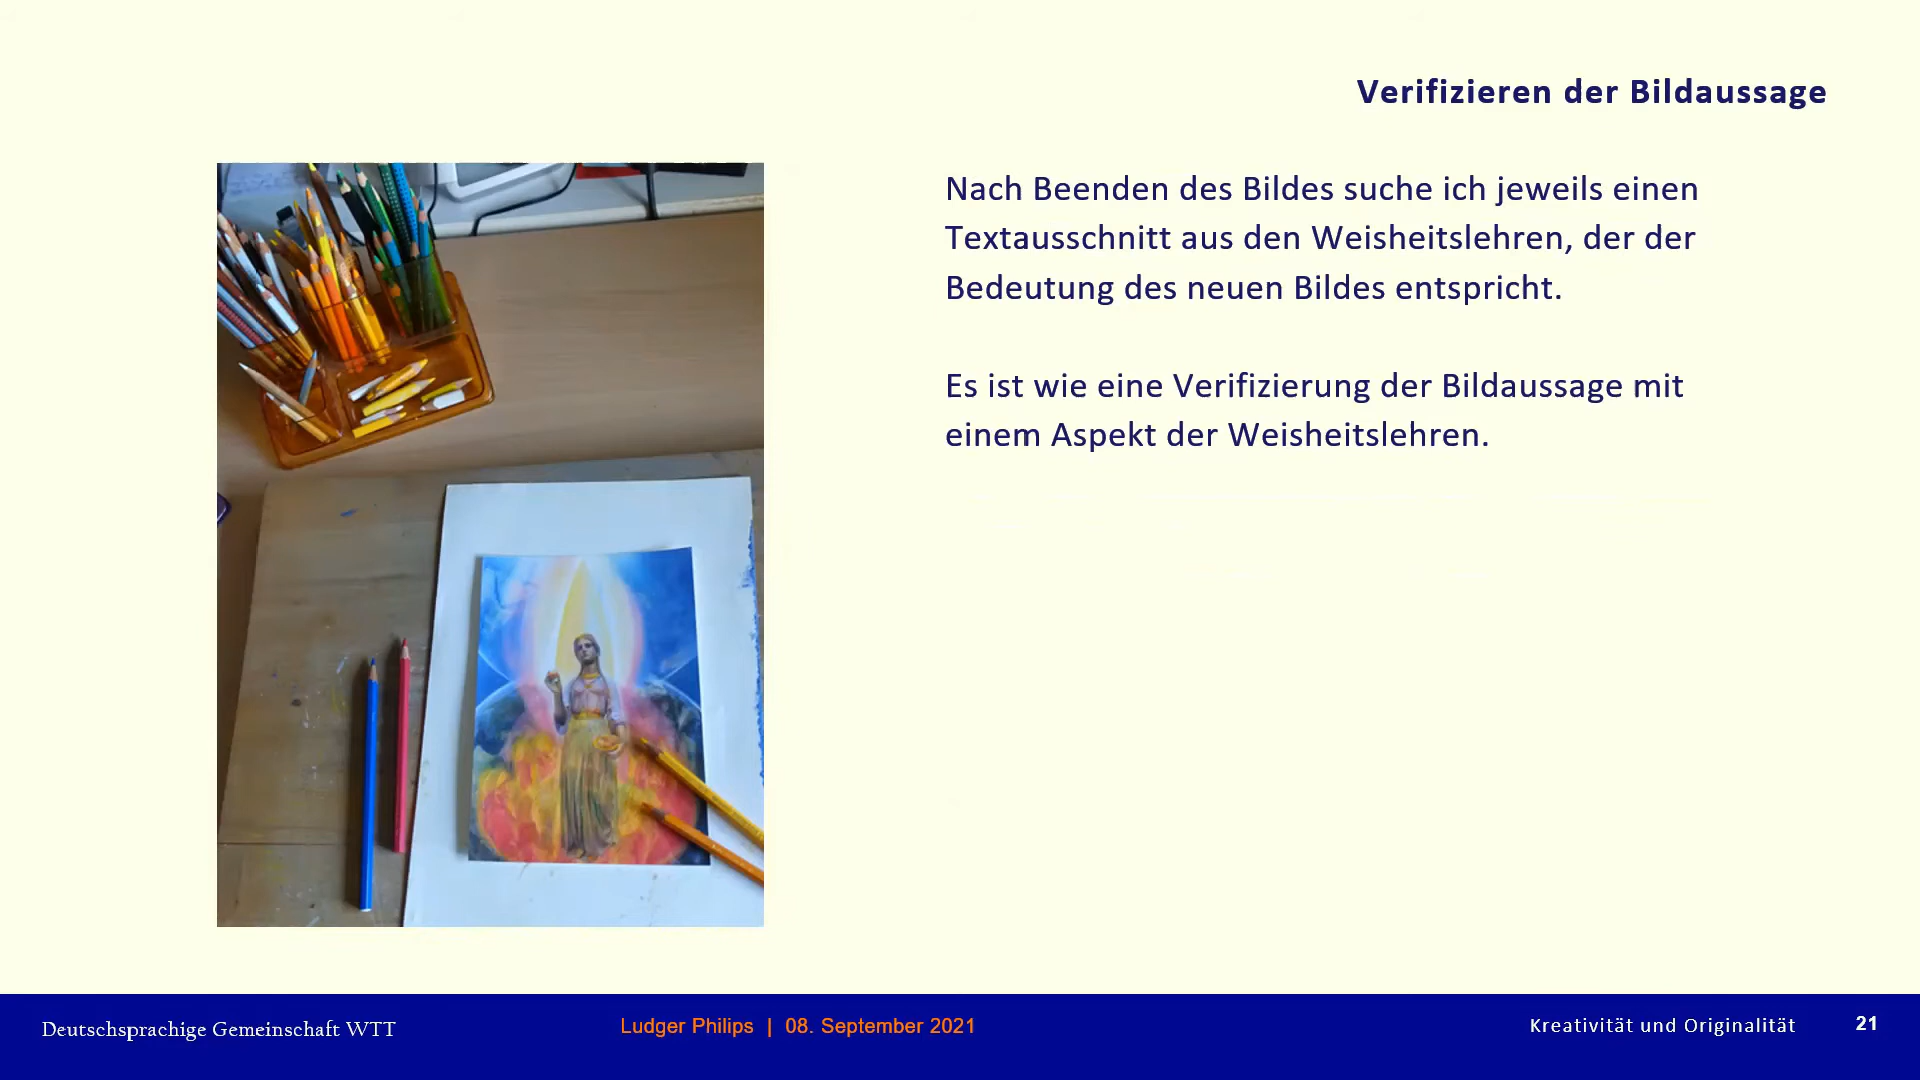 Verifizieren der Bildaussage
Nach Beenden des Bildes suche ich jeweils einen
Textausschnitt aus den Weisheitslehren, der der
Bedeutung des neuen Bildes entspricht.
Es ist wie eine Verifizierung der Bildaussage mit
einem Aspekt der Weisheitslehren.
Deutschsprachige Gemeinschaft WTT
Ludger Philips | 08. September 2021
Kreativität und Originalität
21